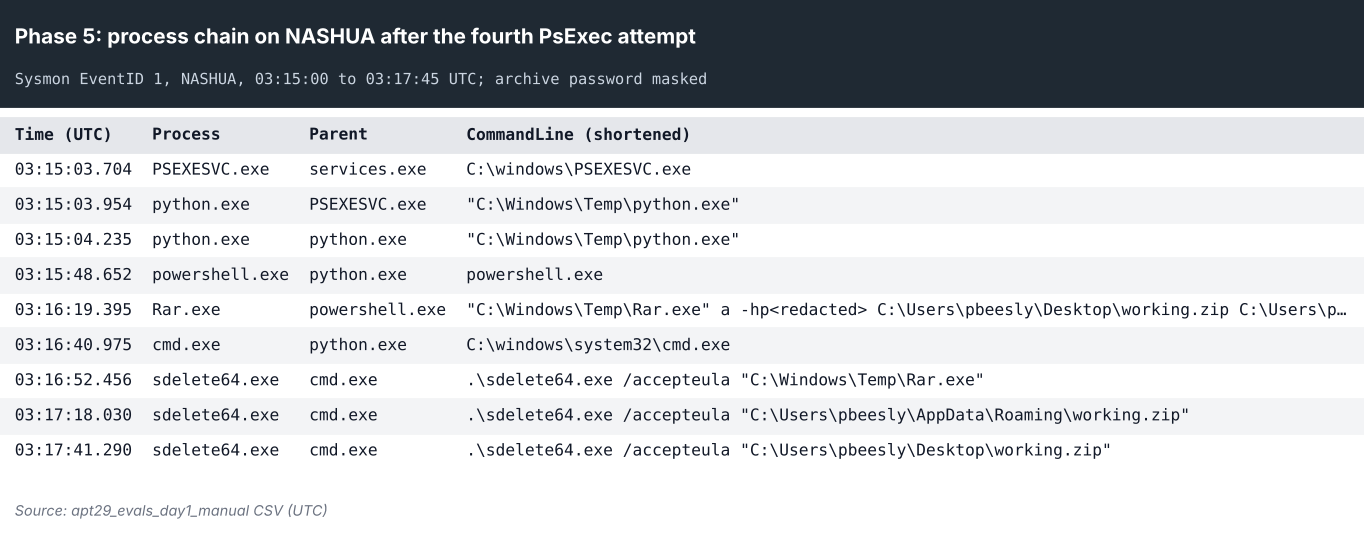 Phase 5: process chain on NASHUA after the fourth PsExec attempt
Sysmon EventID 1, NASHUA, 03:15:00 to 03:17:45 UTC; archive password masked
Time (UTC) Process Parent CommandLine (shortened)
03:15:03.704 PSEXESVC.exe services.exe C:\windows\PSEXESVC.exe
03:15:03.954 python.exe PSEXESVC.exe "C:\Windows\Temp\python.exe"
03:15:04.235 python.exe python.exe "C:\Windows\Temp\python.exe"
03:15:48.652 powershell.exe python.exe powershell.exe
03:16:19.395 Rar.exe powershell.exe "C:\Windows\Temp\Rar.exe" a -hp<redacted> C:\Users\pbeesly\Desktop\working.zip C:\Users\p…
03:16:40.975 cmd.exe python.exe C:\windows\system32\cmd.exe
03:16:52.456 sdelete64.exe cmd.exe .\sdelete64.exe /accepteula "C:\Windows\Temp\Rar.exe"
03:17:18.030 sdelete64.exe cmd.exe .\sdelete64.exe /accepteula "C:\Users\pbeesly\AppData\Roaming\working.zip"
03:17:41.290 sdelete64.exe cmd.exe .\sdelete64.exe /accepteula "C:\Users\pbeesly\Desktop\working.zip"
Source: apt29_evals_day1_manual CSV (UTC)